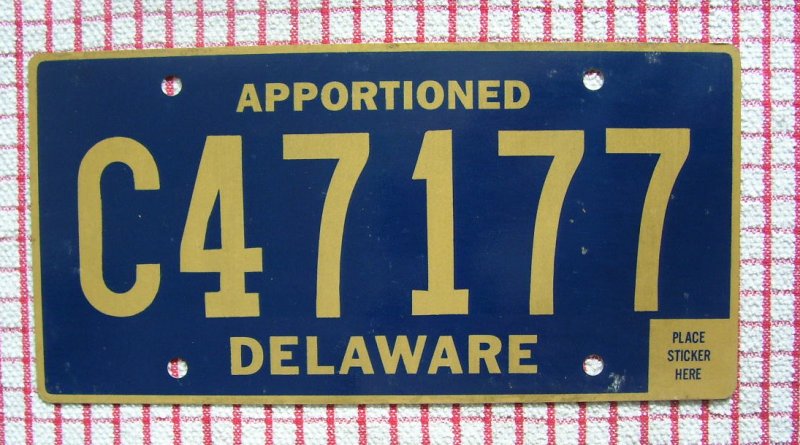 APPORTIONED
C47177
DELAWARE
PLACE
STICKER
HERE